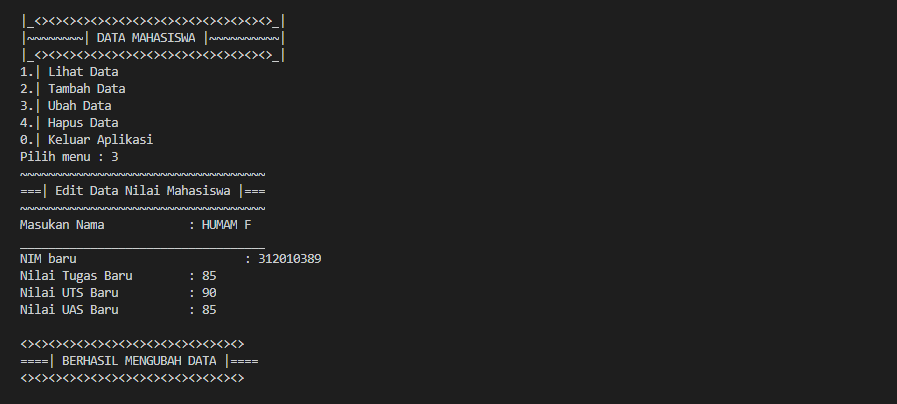 |_<><><><><><><><><><><><><><><><><>_|
|~~~~~~~~| DATA MAHASISWA |~~~~~~~~~~|
|_<><><><><><><><><><><><><><><><><>_|
1.| Lihat Data
2.| Tambah Data
3.| Ubah Data
4.| Hapus Data
0.| Keluar Aplikasi
Pilih menu : 3
~~~~~~~~~~~~~~~~~~~~~~~~~~~~~~~~~~~
===| Edit Data Nilai Mahasiswa |===
~~~~~~~~~~~~~~~~~~~~~~~~~~~~~~~~~~~
Masukan Nama            : HUMAM F
___________________________________
NIM baru                        : 312010389
Nilai Tugas Baru        : 85
Nilai UTS Baru          : 90
Nilai UAS Baru          : 85
<><><><><><><><><><><><><><><><>
====| BERHASIL MENGUBAH DATA |====
<><><><><><><><><><><><><><><><>